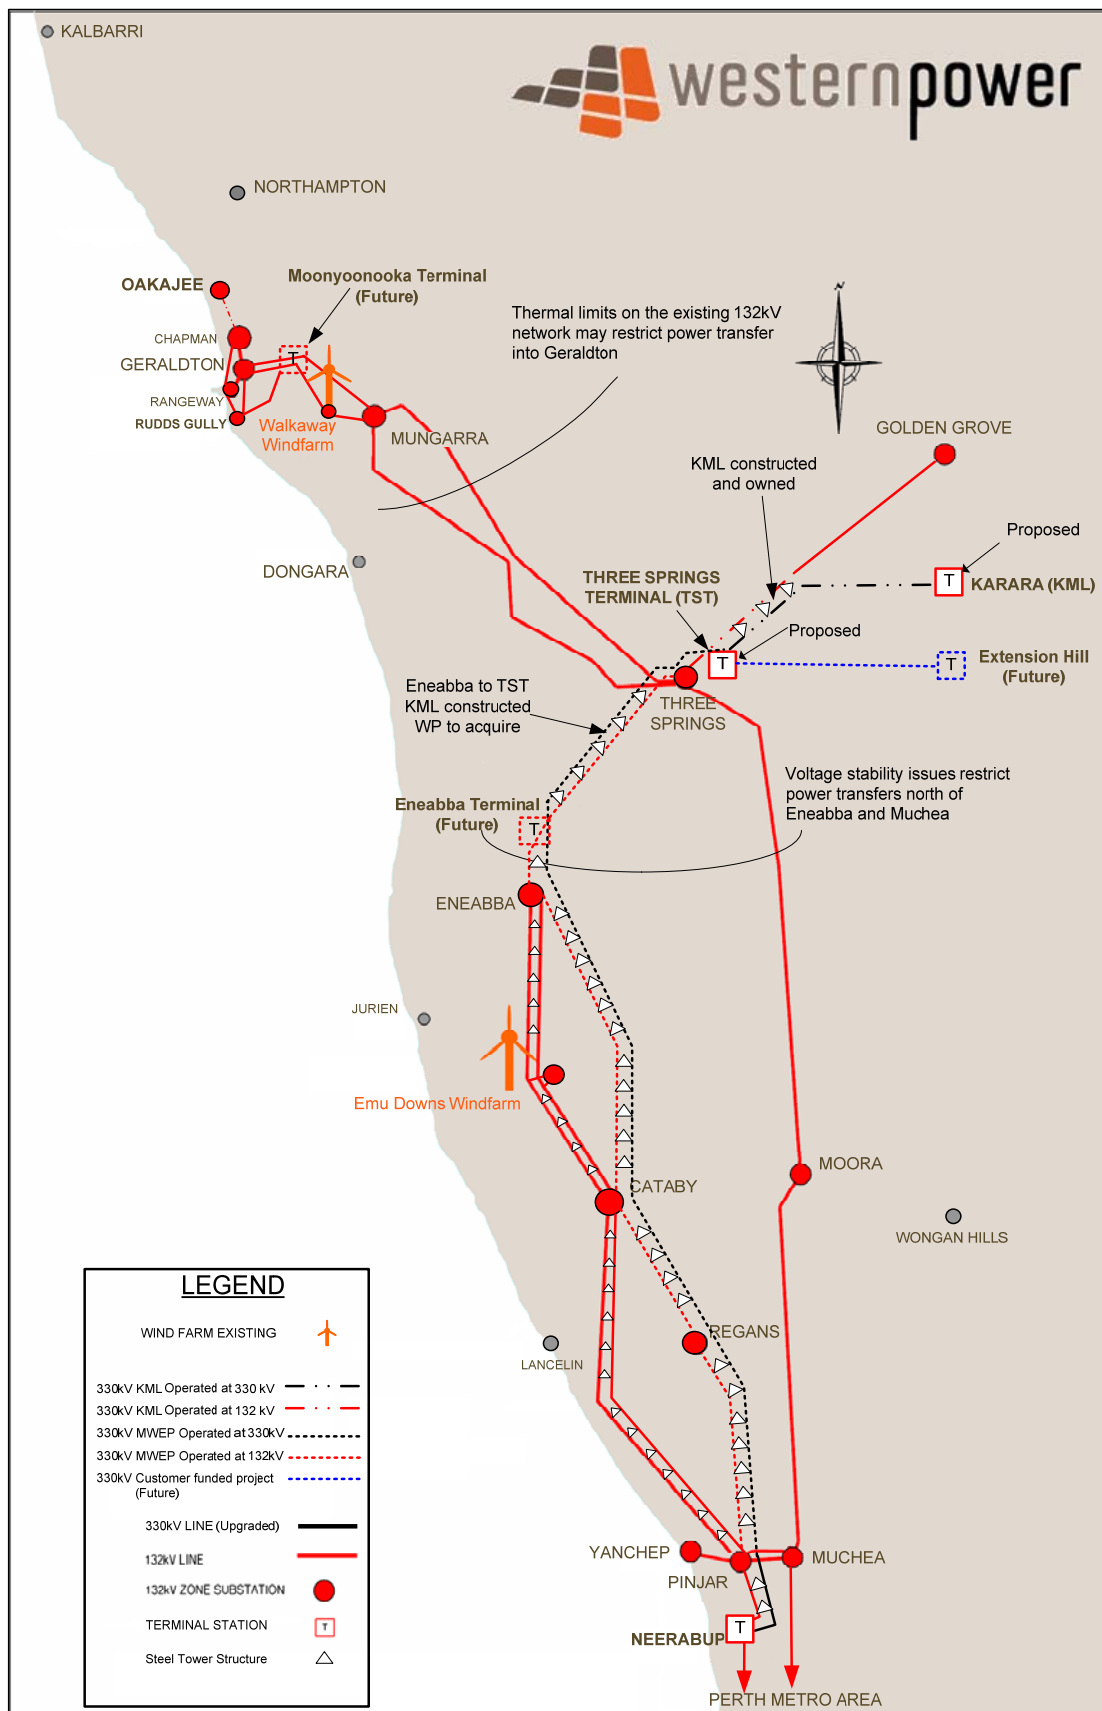 KALBARRI
westernpower
NORTHAMPTON
OAKAJEE
Moonyoonooka Terminal
(Future)
Thermal limits on the existing 132kV
network may restrict power transfer
into Geraldton
N
CHAPMAN
GERALDTON
T
RANGEWAY
RUDDS GULLY
Walkaway
Windfarm
MUNGARRA
GOLDEN GROVE
KML constructed
and owned
Proposed
DONGARA
THREE SPRINGS
TERMINAL (TST)
T
KARARA (KML)
Proposed
T
T
Extension Hill
(Future)
Eneabba to TST
KML constructed
WP to acquire
THREE
SPRINGS
Voltage stability issues restrict
power transfers north of
Eneabba and Muchea
Eneabba Terminal
(Future)
T
ENEABBA
JURIEN
Emu Downs Windfarm
MOORA
CATABY
WONGAN HILLS
REGANS
LANCELIN
LEGEND
WIND FARM EXISTING
330kV KML Operated at 330 kV
330kV KML Operated at 132 kV
330kV MWEP Operated at 330kV
330kV MWEP Operated at 132kV
330kV Customer funded project
(Future)
330kV LINE (Upgraded)
132kV LINE
132kV ZONE SUBSTATION
TERMINAL STATION
T
Steel Tower Structure
YANCHEP
PINJAR
MUCHEA
NEERABUP
T
PERTH METRO AREA